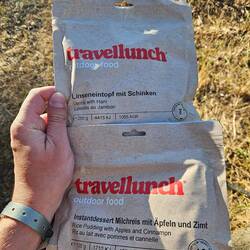 travellunch
outdoor food
Linseneintopf mit Schinken
Lentils with Ham
Lentilles au Jambon
travellunch
outdoor food
Instantdessert Milchreis mit Äpfeln und Zimt
Rice Pudding with Apples and Cinnamon
Riz au lait avec pommes et cannelle